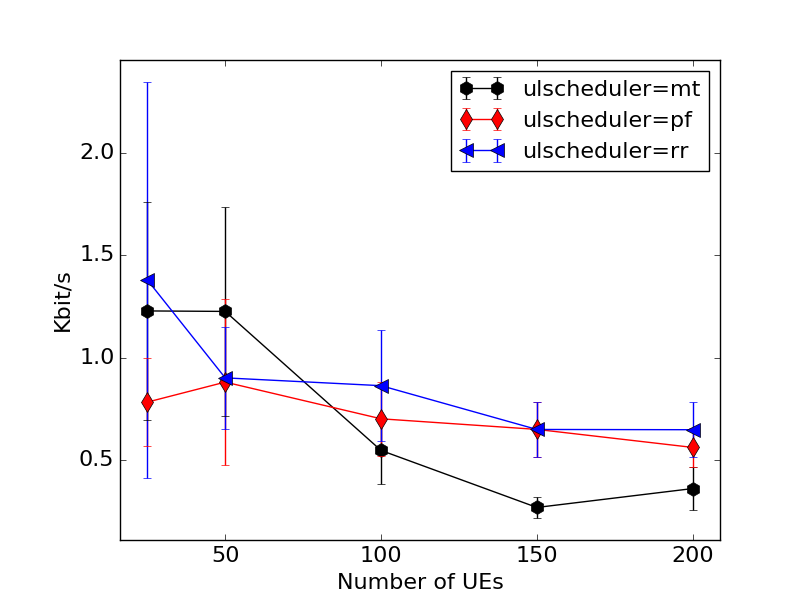 ulscheduler=mt
ulscheduler=pf
ulscheduler=rr
2.0
1.5
1.0
0.5
Kbit/s
50 100 150 200
Number of UEs